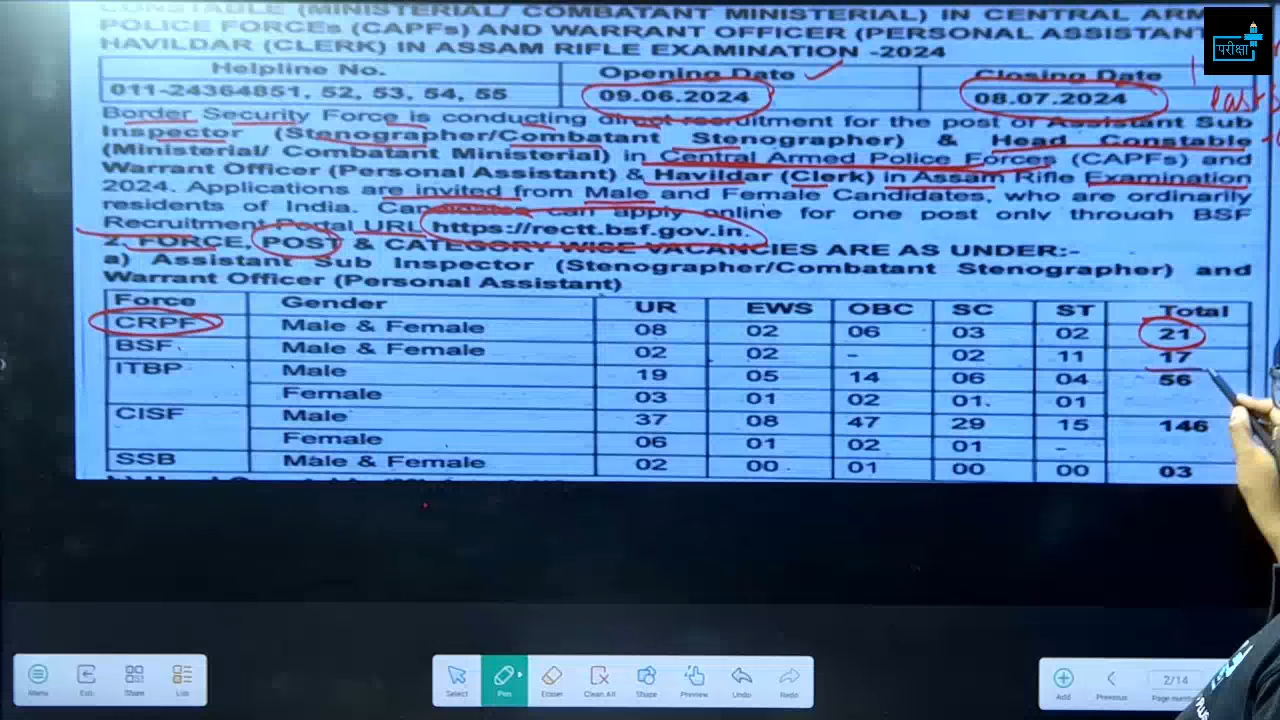 CONSTABLE (MINISTERIAL/ COMBATANT MINISTERIAL) IN CENTRAL ARM
POLICE FORCEs (CAPFs) AND WARRANT OFFICER (PERSONAL ASSISTANT
HAVILDAR (CLERK) IN ASSAM RIFLE EXAMINATION -2024
परीक्षा
Helpline No. Opening Date Closing Date
011-24364851, 52, 53, 54, 55 09.06.2024 08.07.2024
last
Border Security Force is conducting direct recruitment for the post of Assistant Sub
Inspector (Stenographer/Combatant Stenographer) & Head Constable
(Ministerial/ Combatant Ministerial) in Central Armed Police Forces (CAPFs) and
Warrant Officer (Personal Assistant) & Havildar (Clerk) in Assam Rifle Examination
2024. Applications are invited from Male and Female Candidates, who are ordinarily
residents of India. Candidates can apply online for one post only through BSF
Recruitment Portal URL https://rectt.bsf.gov.in.
2. FORCE, POST & CATEGORY WISE VACANCIES ARE AS UNDER:-
a) Assistant Sub Inspector (Stenographer/Combatant Stenographer) and
Warrant Officer (Personal Assistant)
Force Gender UR EWS OBC SC ST Total
CRPF Male & Female 08 02 06 03 02 21
BSF Male & Female 02 02 - 02 11 17
ITBP Male 19 05 14 06 04 56
Female 03 01 02 01 01
CISF Male 37 08 47 29 15 146
Female 06 01 02 01 -
SSB Male & Female 02 00 01 00 00 03
Menu Exit Share List Select Pen Eraser Clean All Shape Preview Undo Redo Add Previous 2/14
Page number